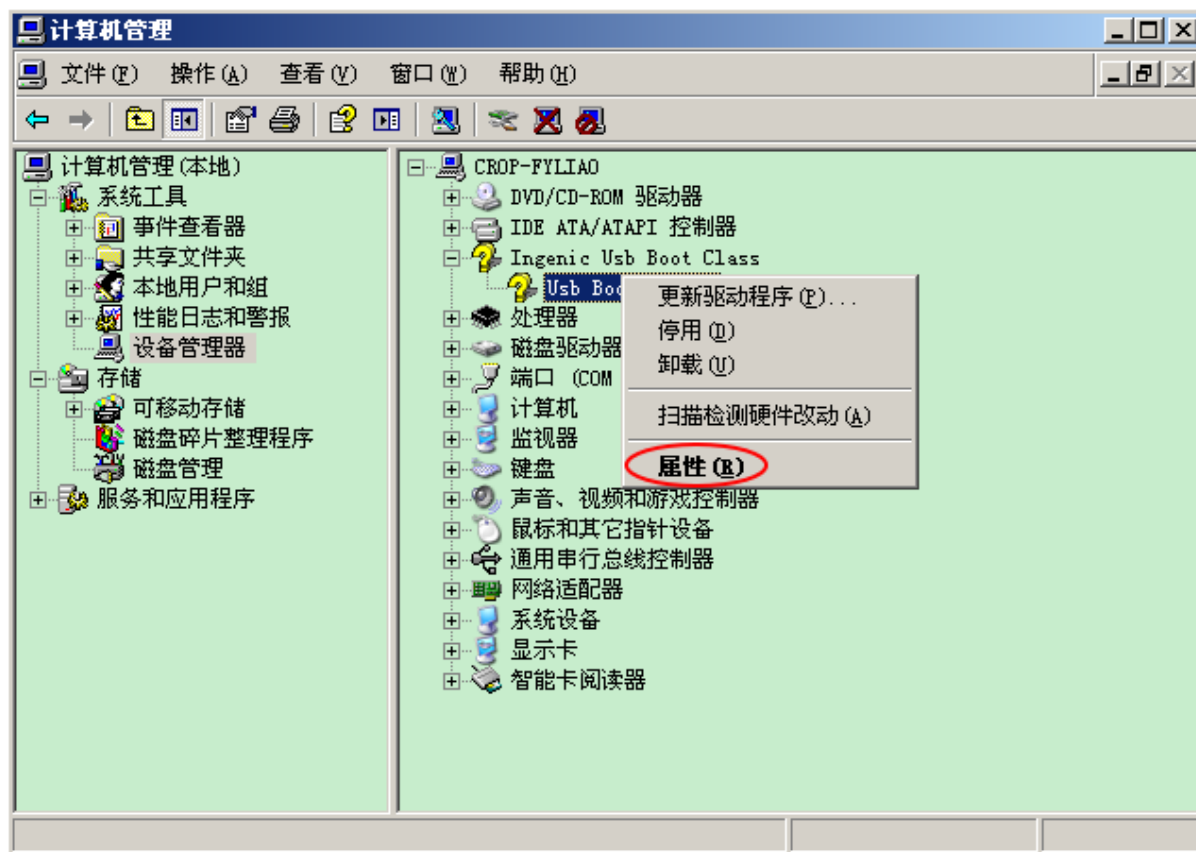 计算机管理
文件(F) 操作(A) 查看(V) 窗口(W) 帮助(H)
计算机管理(本地)
系统工具
事件查看器
共享文件夹
本地用户和组
性能日志和警报
设备管理器
存储
可移动存储
磁盘碎片整理程序
磁盘管理
服务和应用程序
CROP-FYLIAO
DVD/CD-ROM 驱动器
IDE ATA/ATAPI 控制器
Ingenic Usb Boot Class
Usb Boo
处理器
磁盘驱动器
端口 (COM
计算机
监视器
键盘
声音、视频和游戏控制器
鼠标和其它指针设备
通用串行总线控制器
网络适配器
系统设备
显示卡
智能卡阅读器
更新驱动程序(P)...
停用(D)
卸载(U)
扫描检测硬件改动(A)
属性(R)